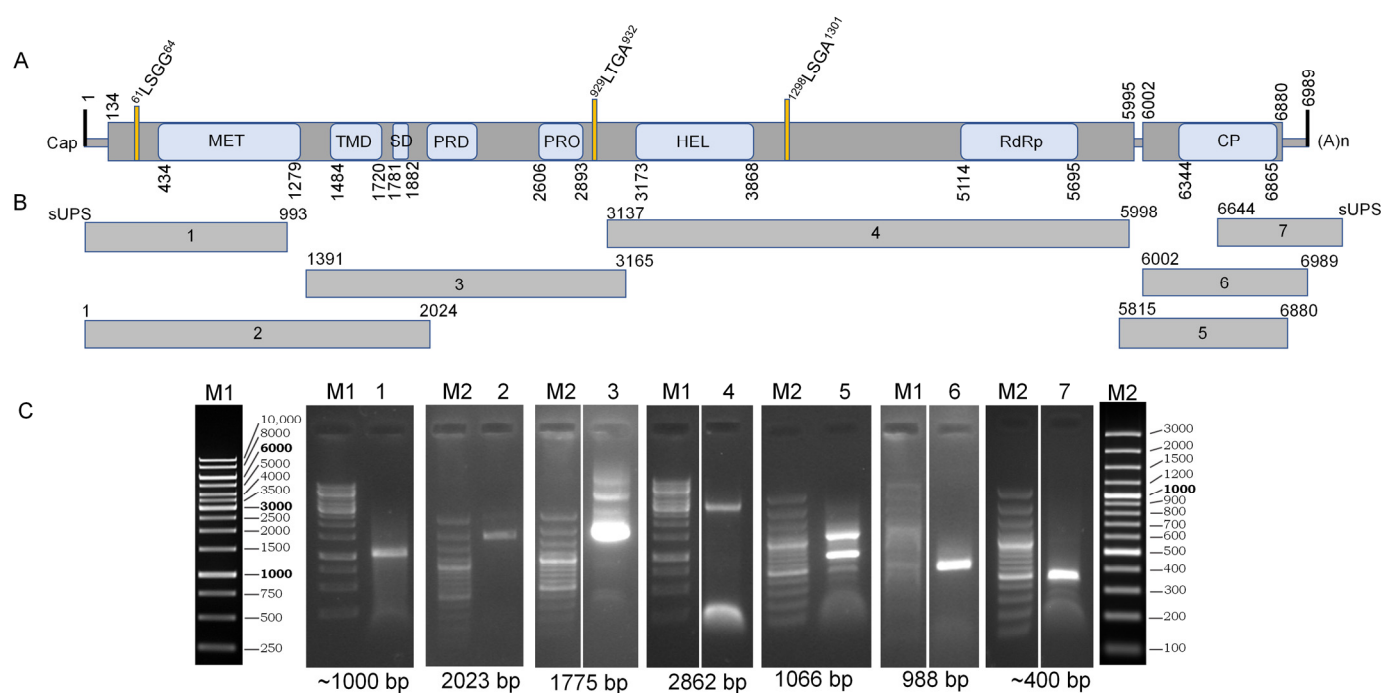 A
61LSGG64
929LTGA932
1298LSGA1301
1
134
5995
6002
6880
6989
Cap
MET
TMD
SD
PRD
PRO
HEL
RdRp
CP
(A)n
434
1279
1484
1720
1781
1882
2606
2893
3173
3868
5114
5695
6344
6865
B
sUPS
993
1
3137
5998
4
6644
sUPS
7
1391
3165
3
6002
6989
6
1
2024
2
5815
6880
5
C
M1
M1 1
M2 2
M2 3
M1 4
M2 5
M1 6
M2 7
M2
10,000
8000
6000
5000
4000
3500
3000
2500
2000
1500
1000
750
500
250
3000
2000
1500
1200
1000
900
800
700
600
500
400
300
200
100
~1000 bp
2023 bp
1775 bp
2862 bp
1066 bp
988 bp
~400 bp